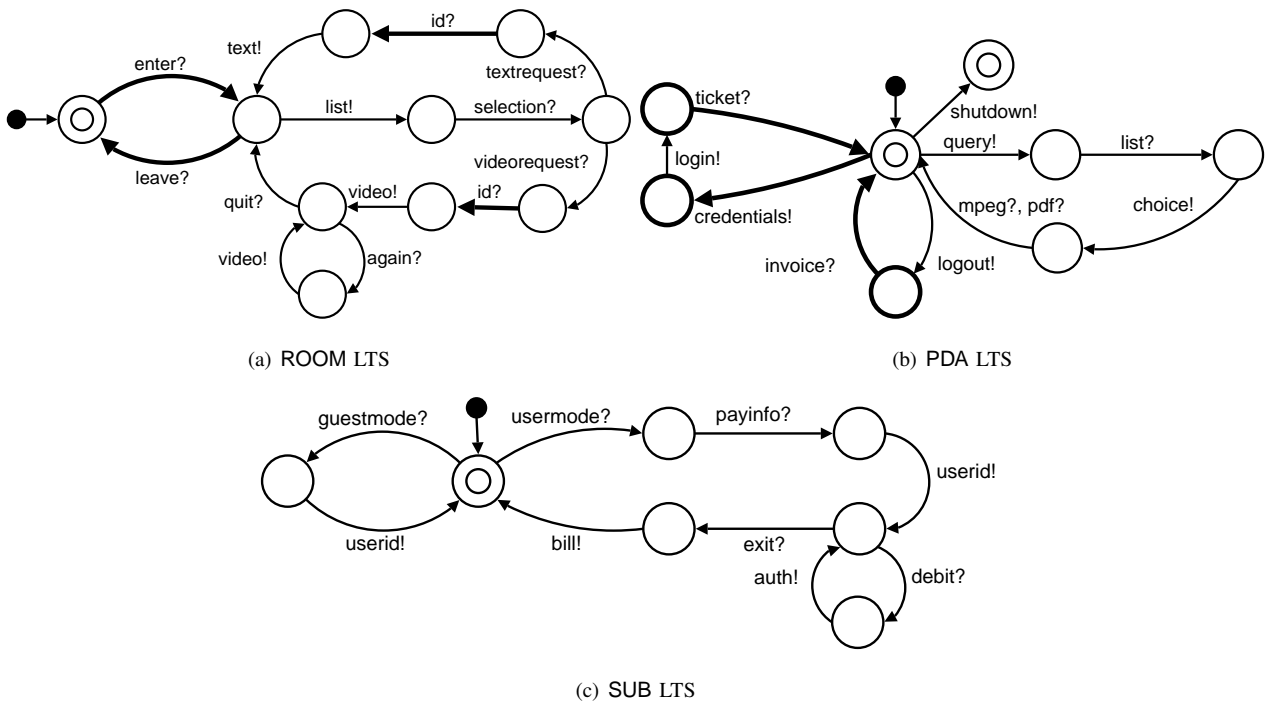 id?
text!
textrequest?
enter?
list!
selection?
leave?
videorequest?
quit?
video!
id?
video!
again?
(a) ROOM LTS
ticket?
shutdown!
login!
query!
list?
credentials!
mpeg?, pdf?
choice!
invoice?
logout!
(b) PDA LTS
guestmode?
usermode?
payinfo?
userid!
userid!
bill!
exit?
auth!
debit?
(c) SUB LTS